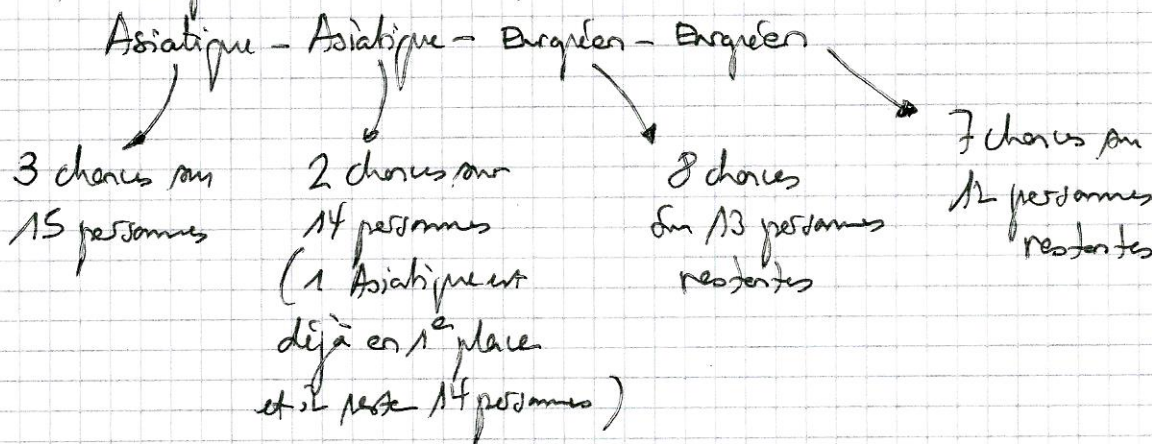 Asiatique - Asiatique - Européen - Européen
3 chances sur
15 personnes
2 chances sur
14 personnes
(1 Asiatique est
déjà en 1e place
et il reste 14 personnes)
8 chances
sur 13 personnes
restantes
7 chances sur
12 personnes
restantes